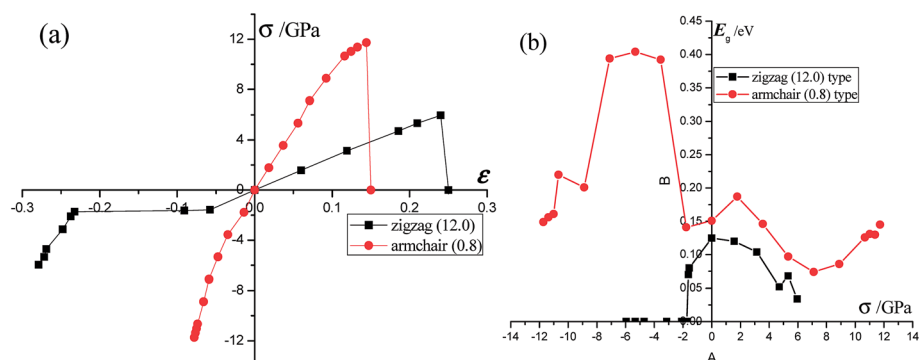 (a)
σ /GPa
12
8
4
0
-4
-8
-12
-0.3 -0.2 -0.1 0.0 0.1 0.2 0.3
ε
zigzag (12.0)
armchair (0.8)
(b)
E_g /eV
0.45
0.40
0.35
0.30
0.25
0.20
0.15
0.10
0.05
0.00
B
zigzag (12.0) type
armchair (0.8) type
σ /GPa
-14 -12 -10 -8 -6 -4 -2 0 2 4 6 8 10 12 14
A